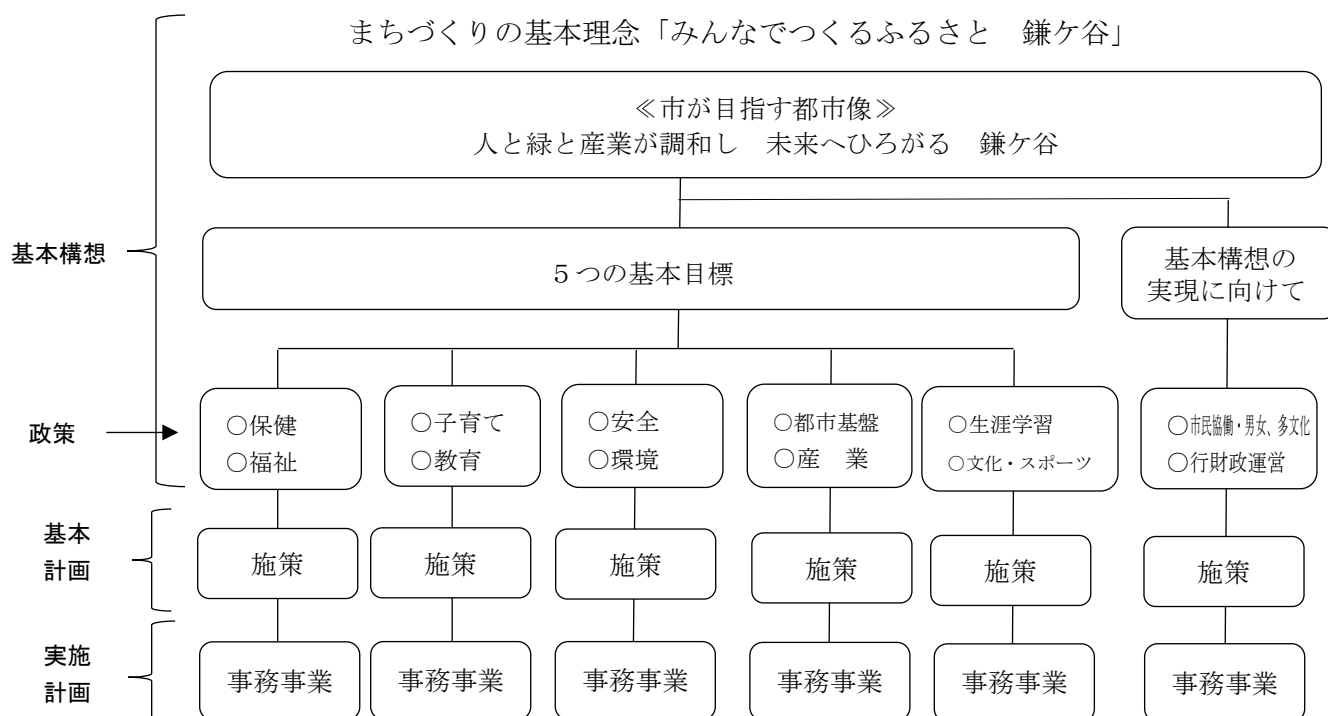 まちづくりの基本理念「みんなでつくるふるさと　鎌ケ谷」
≪市が目指す都市像≫
人と緑と産業が調和し　未来へひろがる　鎌ケ谷
基本構想
５つの基本目標
基本構想の
実現に向けて
政策
○保健
○福祉
○子育て
○教育
○安全
○環境
○都市基盤
○産　業
○生涯学習
○文化・スポーツ
○市民協働・男女、多文化
○行財政運営
基本
計画
施策
施策
施策
施策
施策
施策
実施
計画
事務事業
事務事業
事務事業
事務事業
事務事業
事務事業